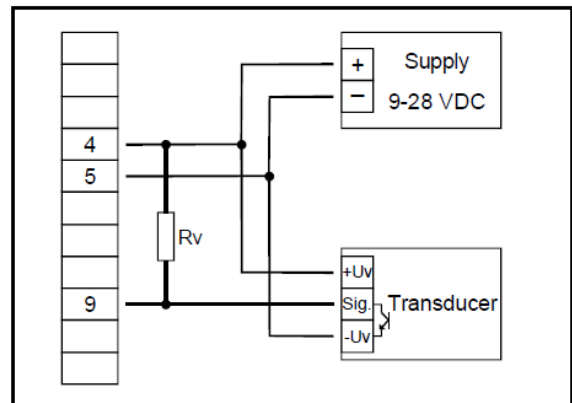 + Supply
− 9-28 VDC
4
5
Rv
+Uv
9 Sig. Transducer
-Uv